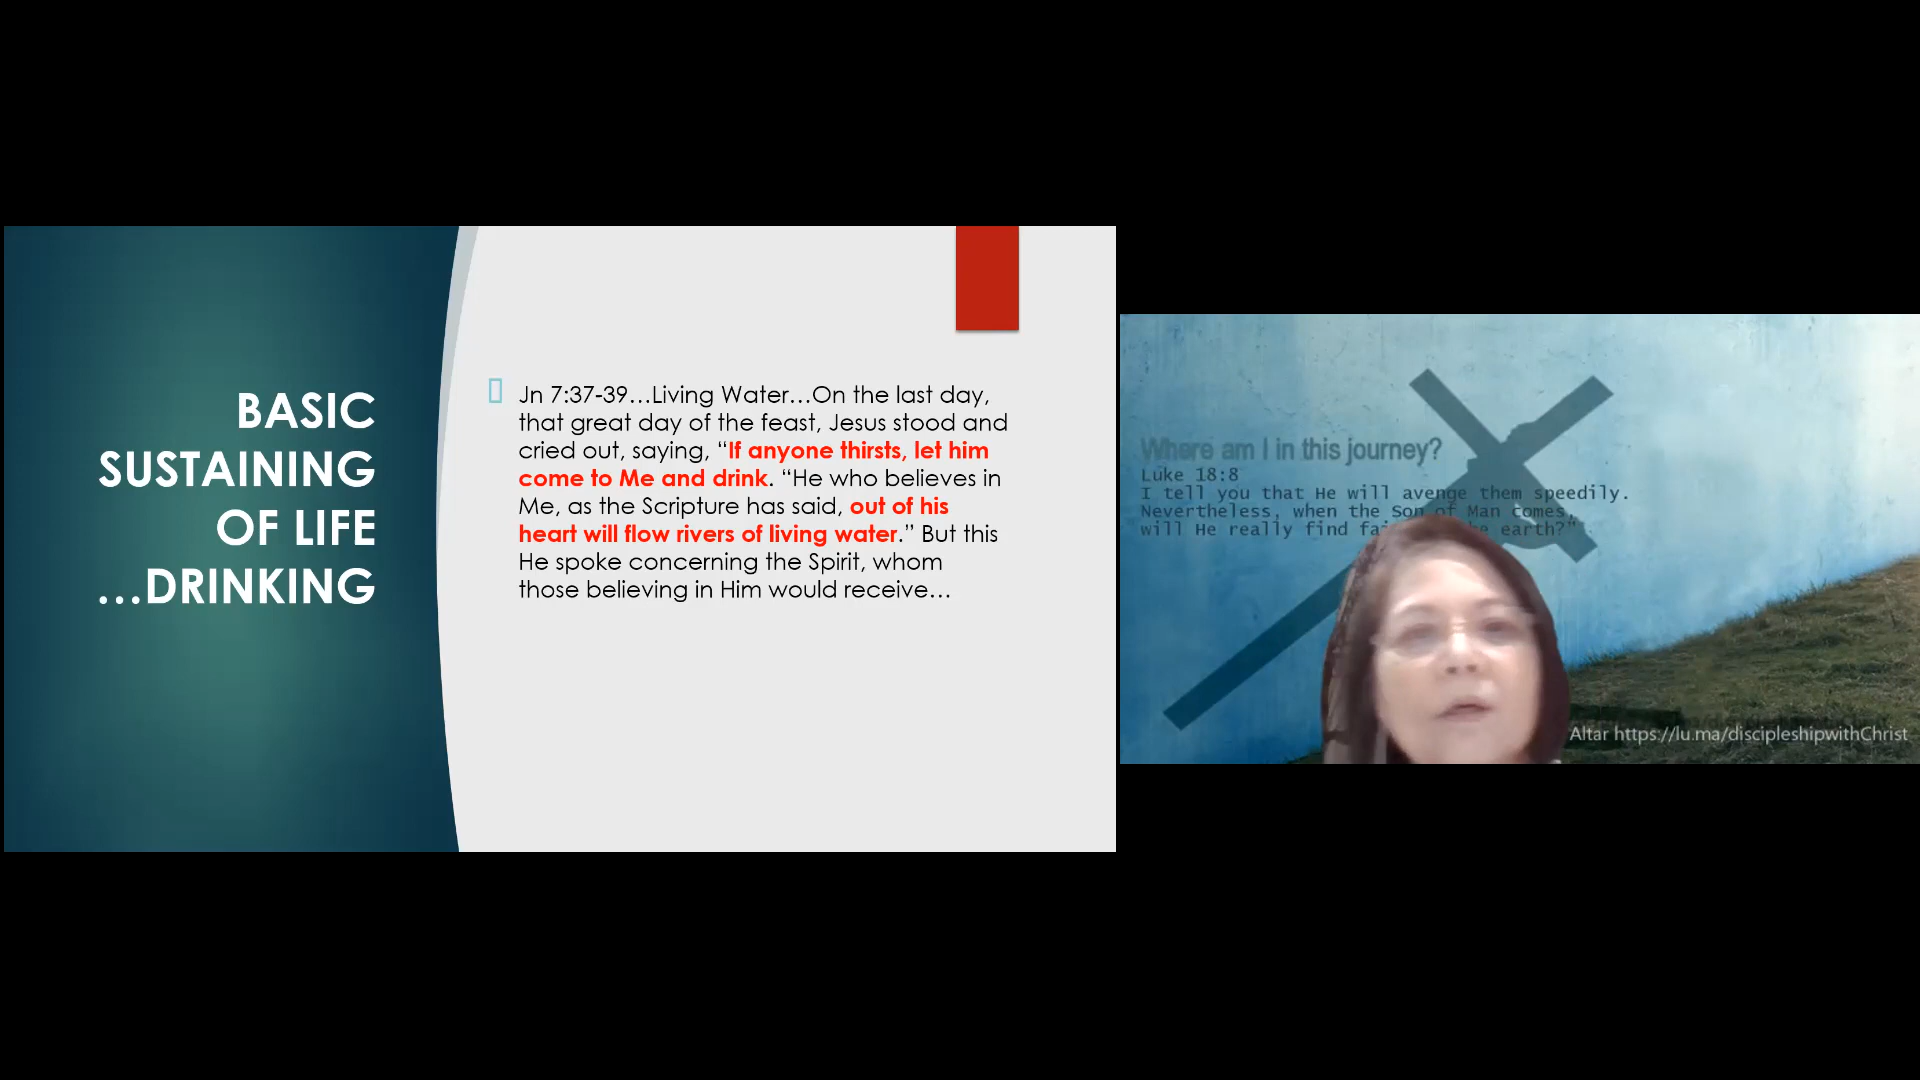 BASIC
SUSTAINING
OF LIFE
…DRINKING
Jn 7:37-39…Living Water…On the last day,
that great day of the feast, Jesus stood and
cried out, saying, “If anyone thirsts, let him
come to Me and drink. “He who believes in
Me, as the Scripture has said, out of his
heart will flow rivers of living water.” But this
He spoke concerning the Spirit, whom
those believing in Him would receive…
Where am I in this journey?
Luke 18:8
I tell you that He will avenge them speedily.
Nevertheless, when the Son of Man comes,
will He really find earth?”
Altar https://lu.ma/discipleshipwithChrist